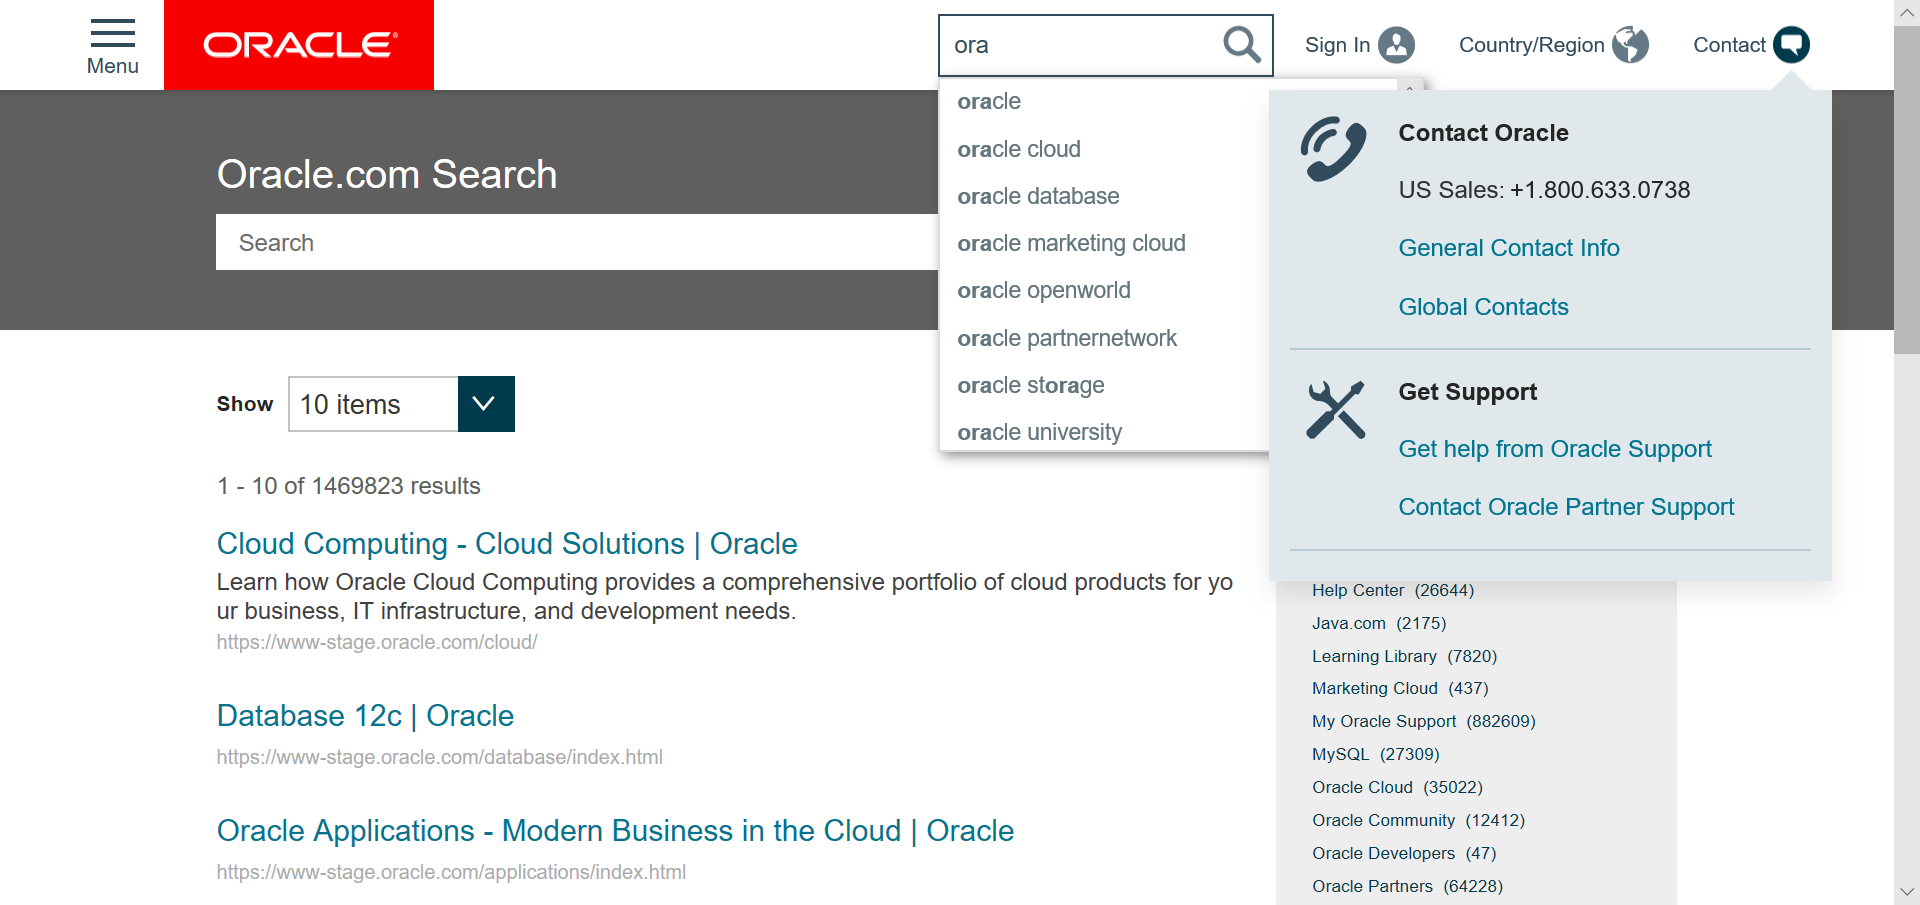 Menu
ORACLE
ora
Sign In
Country/Region
Contact
oracle
oracle cloud
oracle database
oracle marketing cloud
oracle openworld
oracle partnernetwork
oracle storage
oracle university
Contact Oracle
US Sales: +1.800.633.0738
General Contact Info
Global Contacts
Get Support
Get help from Oracle Support
Contact Oracle Partner Support
Oracle.com Search
Search
Show
10 items
1 - 10 of 1469823 results
Cloud Computing - Cloud Solutions | Oracle
Learn how Oracle Cloud Computing provides a comprehensive portfolio of cloud products for yo
ur business, IT infrastructure, and development needs.
https://www-stage.oracle.com/cloud/
Database 12c | Oracle
https://www-stage.oracle.com/database/index.html
Oracle Applications - Modern Business in the Cloud | Oracle
https://www-stage.oracle.com/applications/index.html
Help Center (26644)
Java.com (2175)
Learning Library (7820)
Marketing Cloud (437)
My Oracle Support (882609)
MySQL (27309)
Oracle Cloud (35022)
Oracle Community (12412)
Oracle Developers (47)
Oracle Partners (64228)